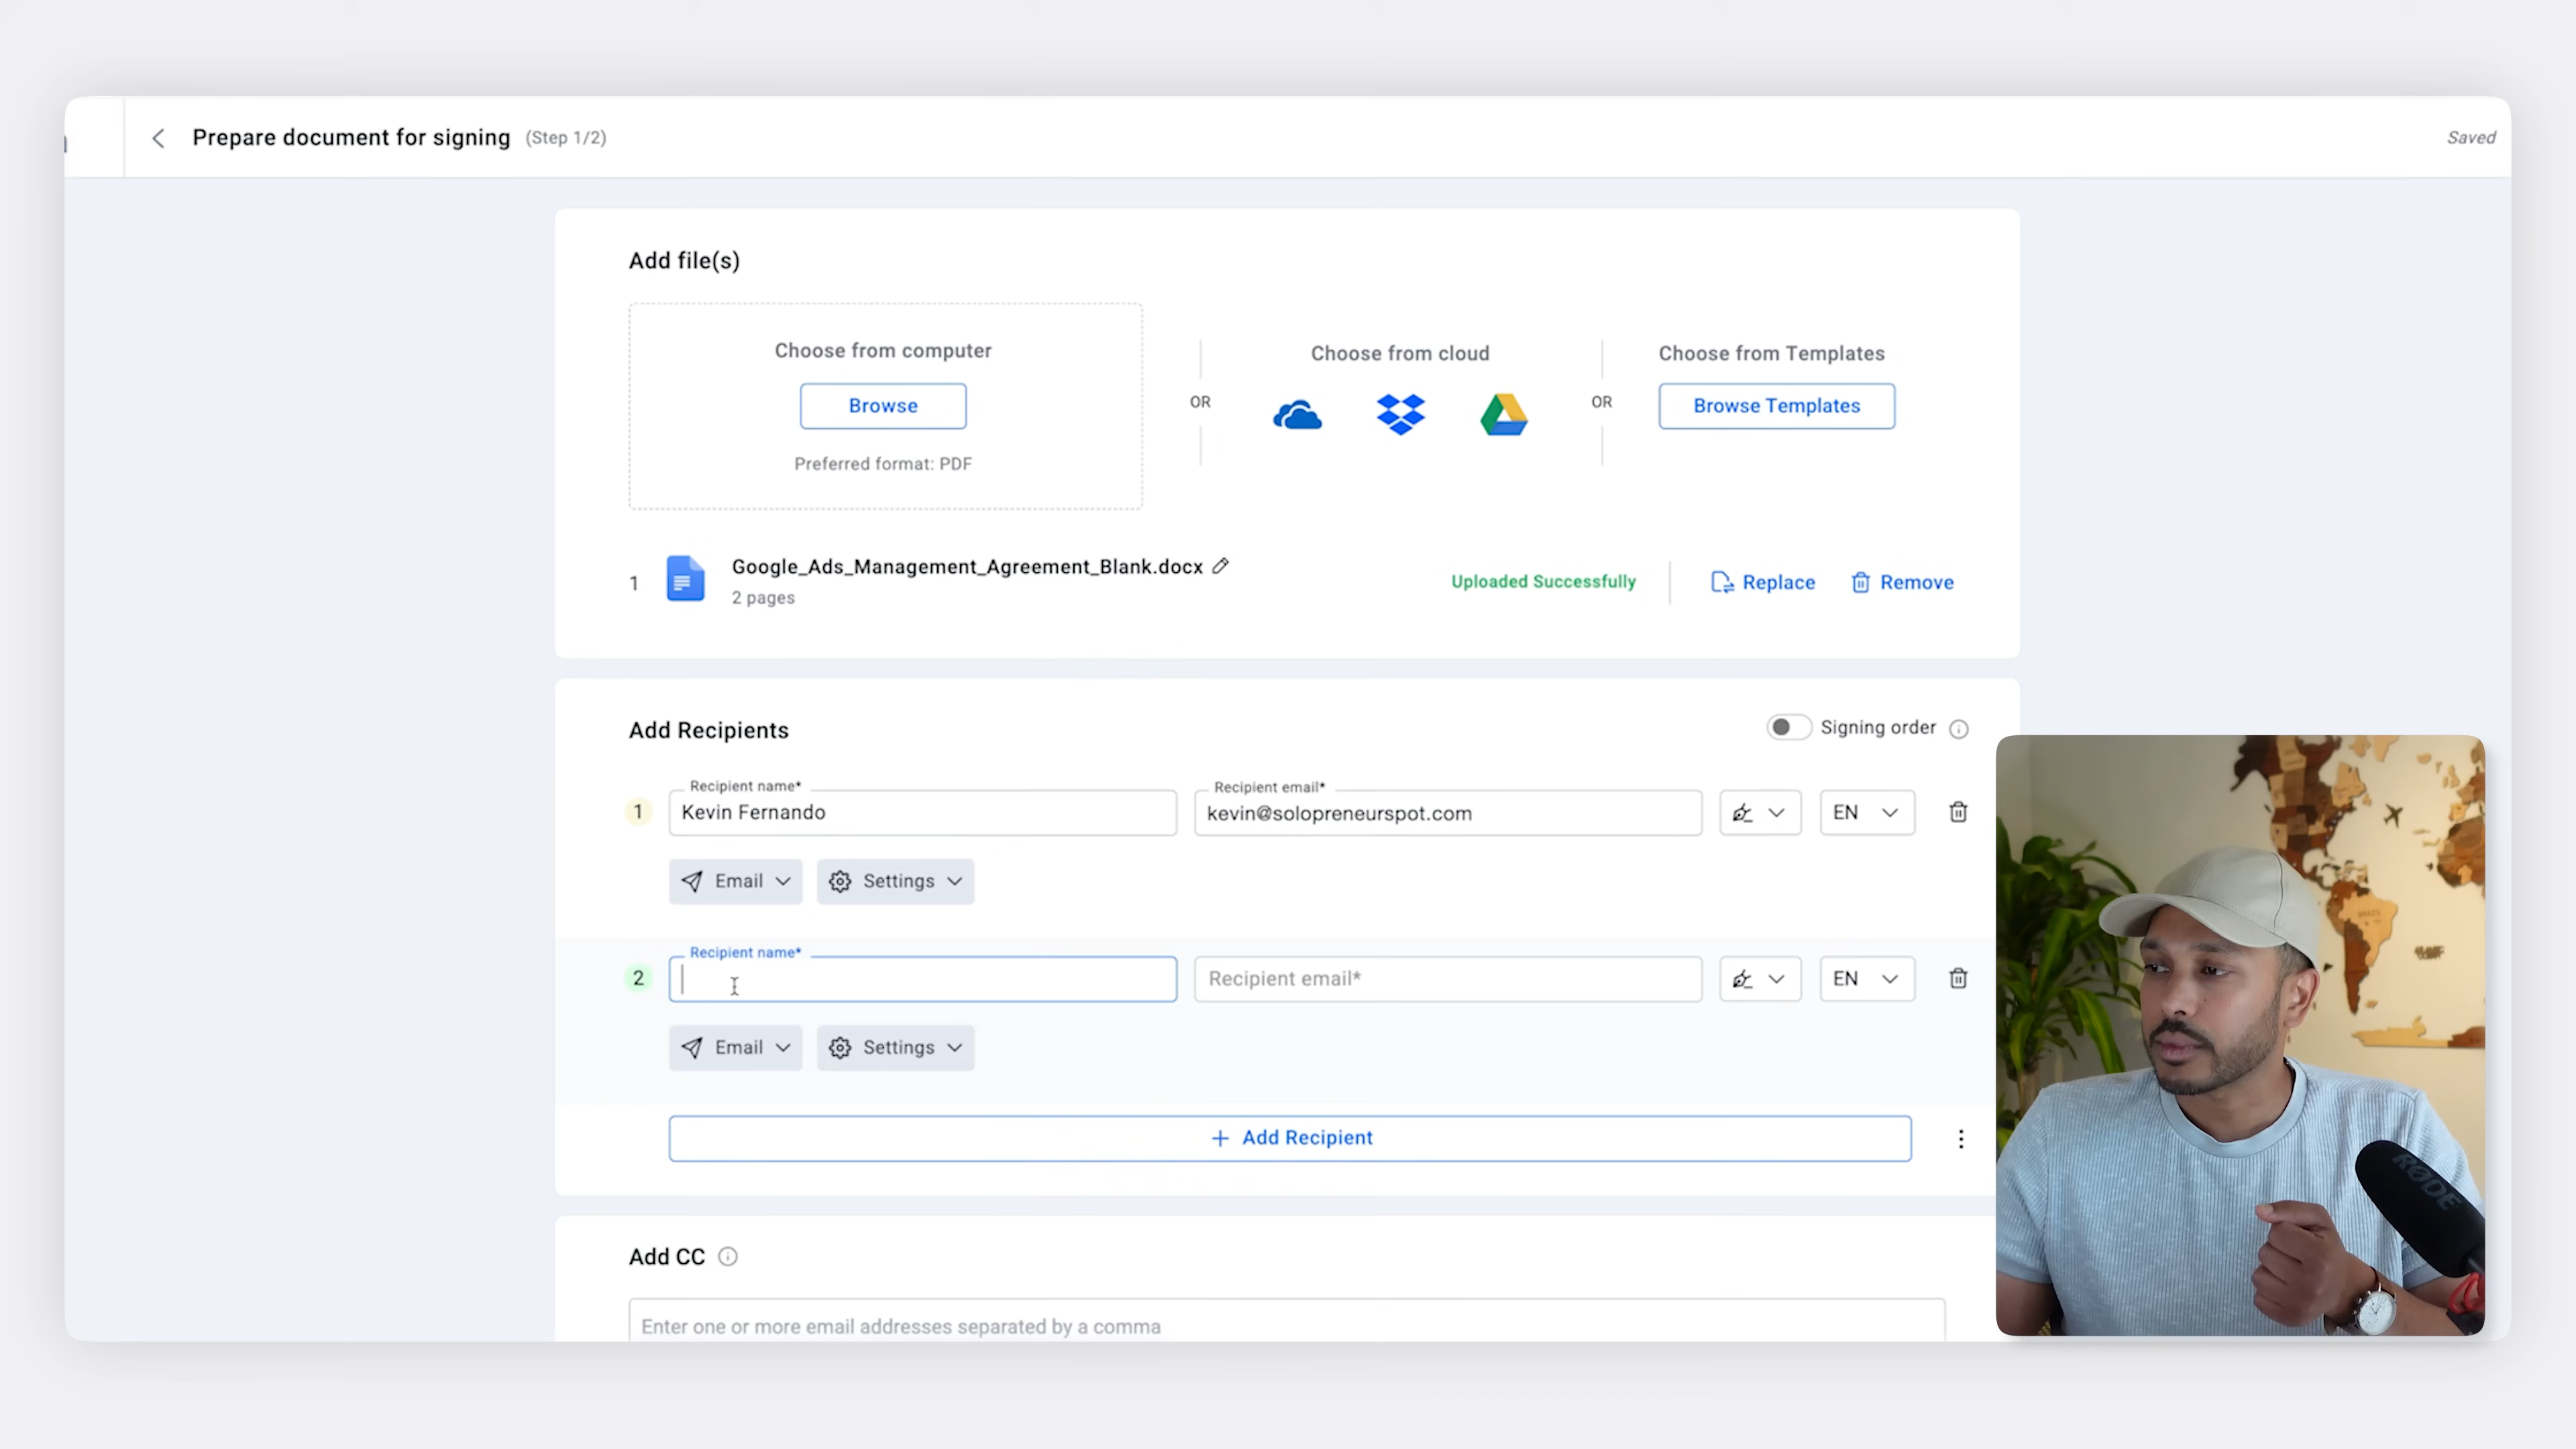 Prepare document for signing (Step 1/2)
Saved
Add file(s)
Choose from computer
Browse
Preferred format: PDF
OR
Choose from cloud
OR
Choose from Templates
Browse Templates
1
Google_Ads_Management_Agreement_Blank.docx
2 pages
Uploaded Successfully
Replace
Remove
Add Recipients
Signing order
1
Recipient name*
Kevin Fernando
Recipient email*
kevin@solopreneurspot.com
EN
Email
Settings
2
Recipient name*
Recipient email*
EN
Email
Settings
+ Add Recipient
Add CC
Enter one or more email addresses separated by a comma
BRAZIL
RØDE